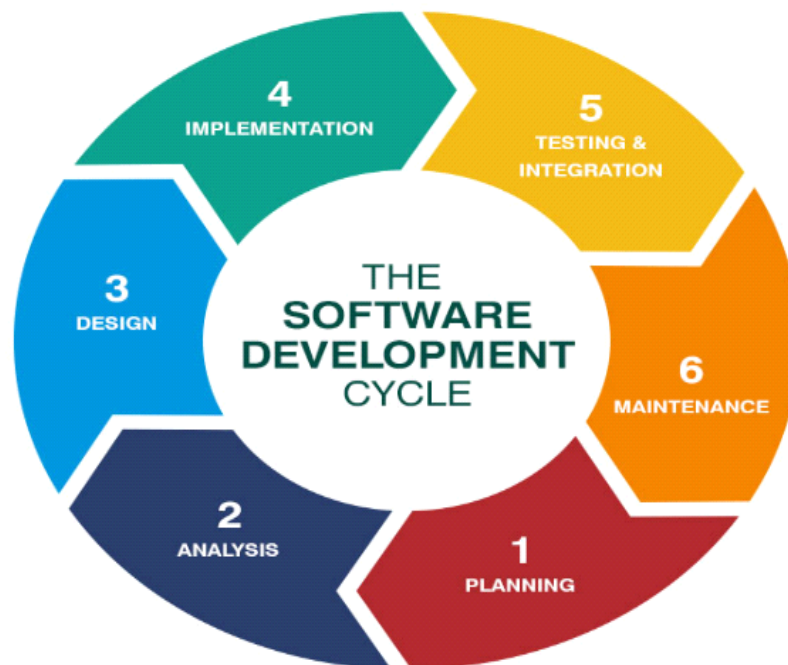 4
IMPLEMENTATION
5
TESTING &
INTEGRATION
3
DESIGN
THE
SOFTWARE
DEVELOPMENT
CYCLE
6
MAINTENANCE
2
ANALYSIS
1
PLANNING